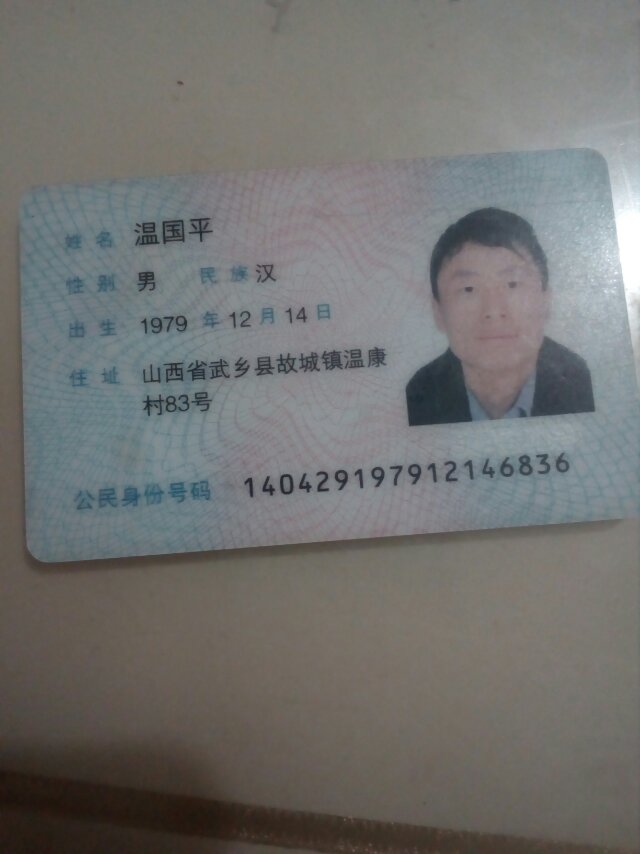 姓名 温国平
性别 男 民族 汉
出生 1979 年 12 月 14 日
住址 山西省武乡县故城镇温康
村83号
公民身份号码 140429197912146836